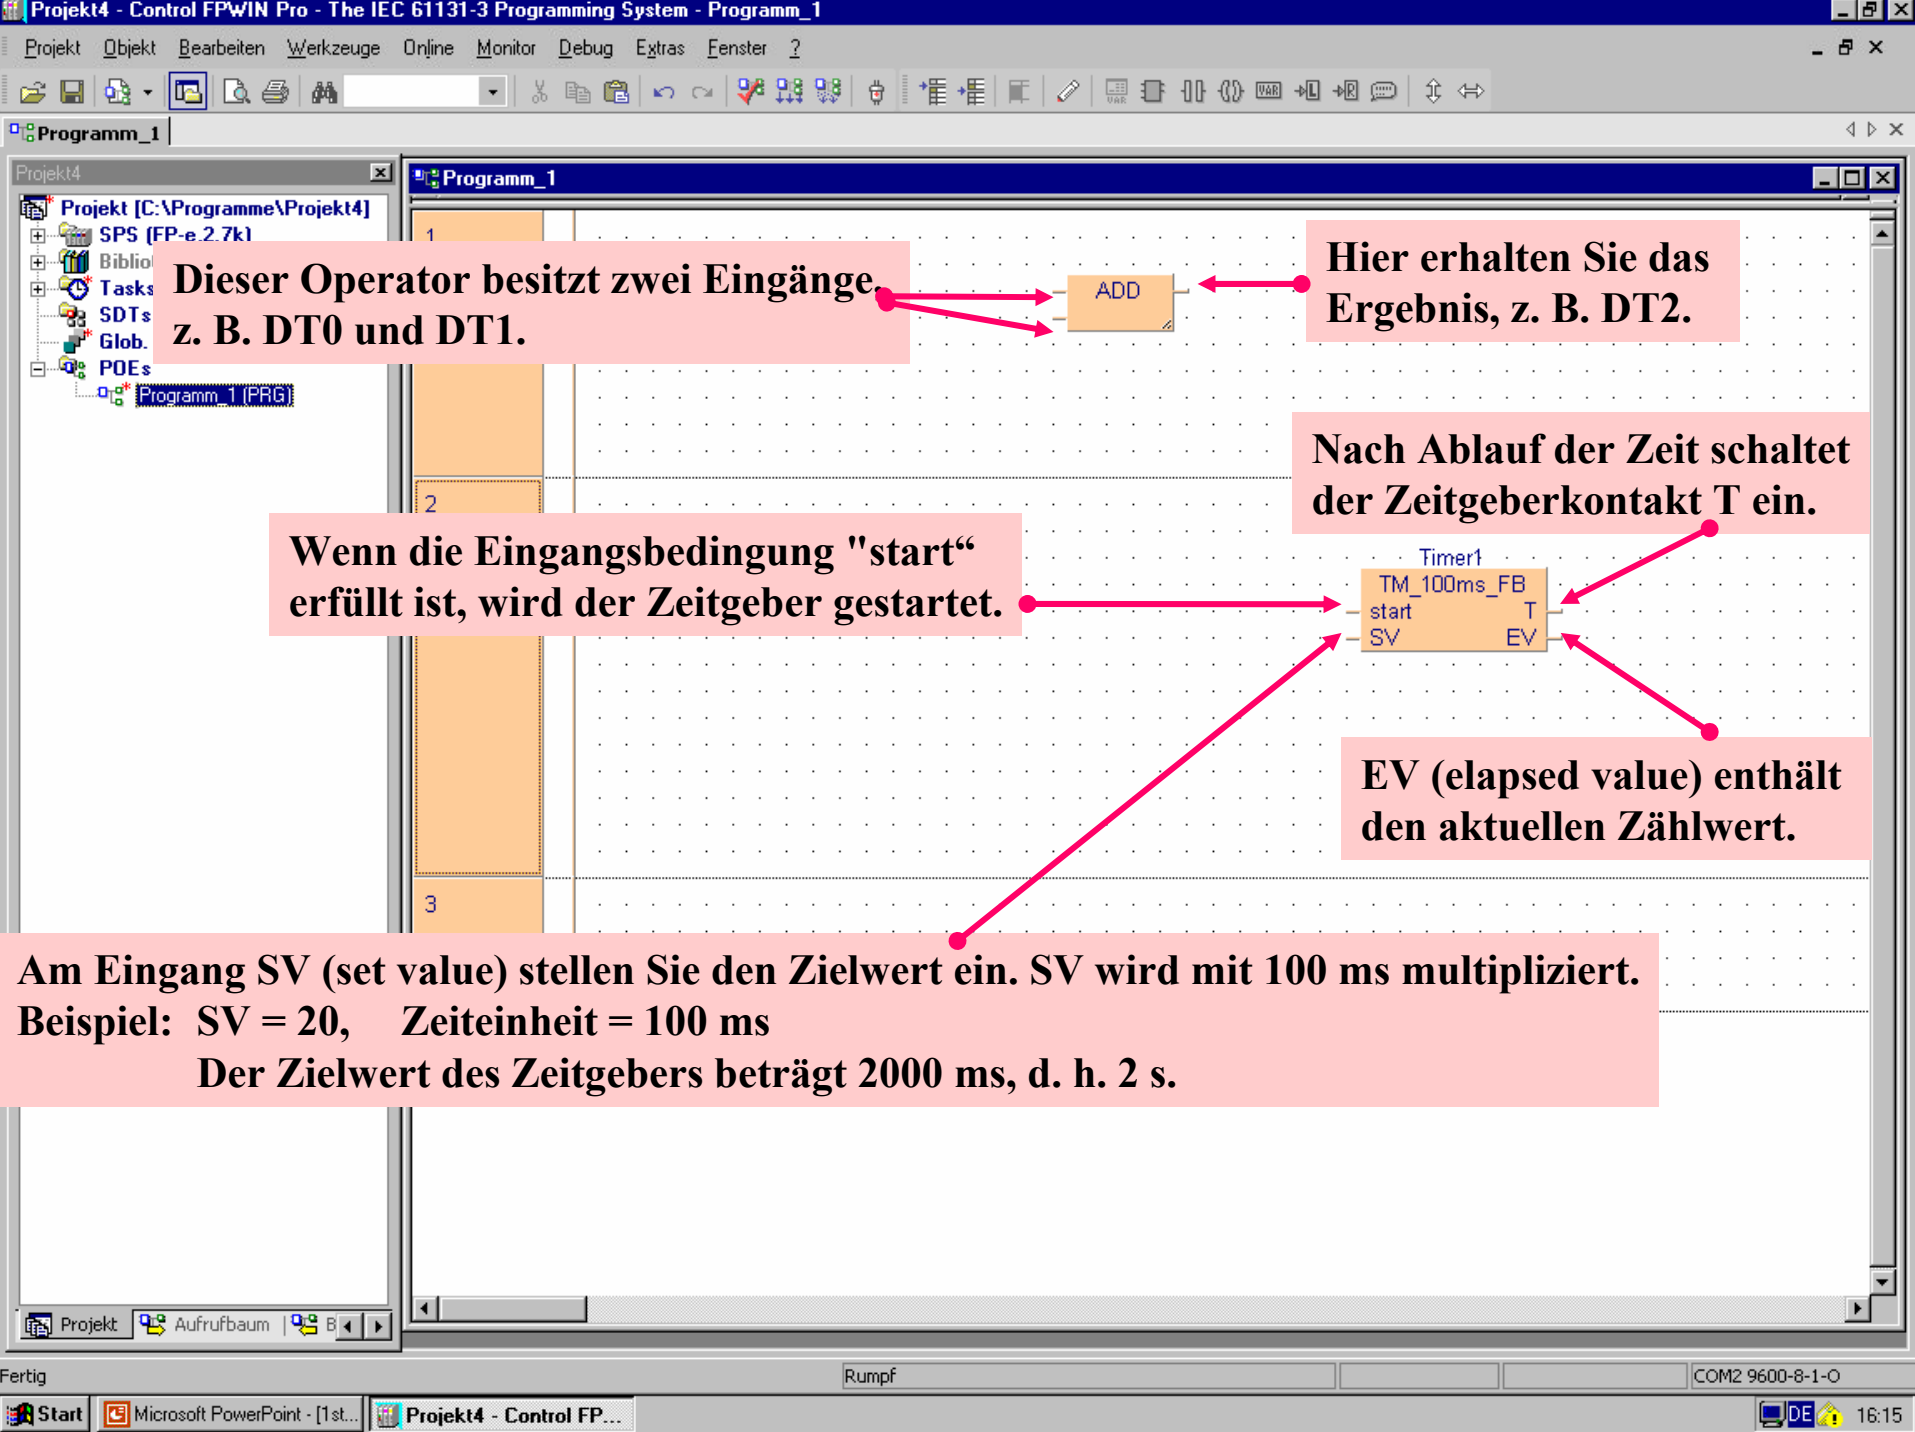 Projekt4 - Control FPWIN Pro - The IEC 61131-3 Programming System - Programm_1
Projekt Objekt Bearbeiten Werkzeuge Online Monitor Debug Extras Fenster ?
Programm_1
Projekt4
Projekt [C:\Programme\Projekt4]
SPS (FP-e,2.7k)
Tasks
SDTs
Glob.
POEs
Programm_1 (PRG)
Programm_1
1
Dieser Operator besitzt zwei Eingänge,
z. B. DT0 und DT1.
ADD
Hier erhalten Sie das
Ergebnis, z. B. DT2.
2
Nach Ablauf der Zeit schaltet
der Zeitgeberkontakt T ein.
Wenn die Eingangsbedingung "start“
erfüllt ist, wird der Zeitgeber gestartet.
Timer1
TM_100ms_FB
start T
SV EV
EV (elapsed value) enthält
den aktuellen Zählwert.
3
Am Eingang SV (set value) stellen Sie den Zielwert ein. SV wird mit 100 ms multipliziert.
Beispiel: SV = 20, Zeiteinheit = 100 ms
Der Zielwert des Zeitgebers beträgt 2000 ms, d. h. 2 s.
Projekt Aufrufbaum B
Fertig Rumpf COM2 9600-8-1-O
Start Microsoft PowerPoint - [1st... Projekt4 - Control FP... DE 16:15